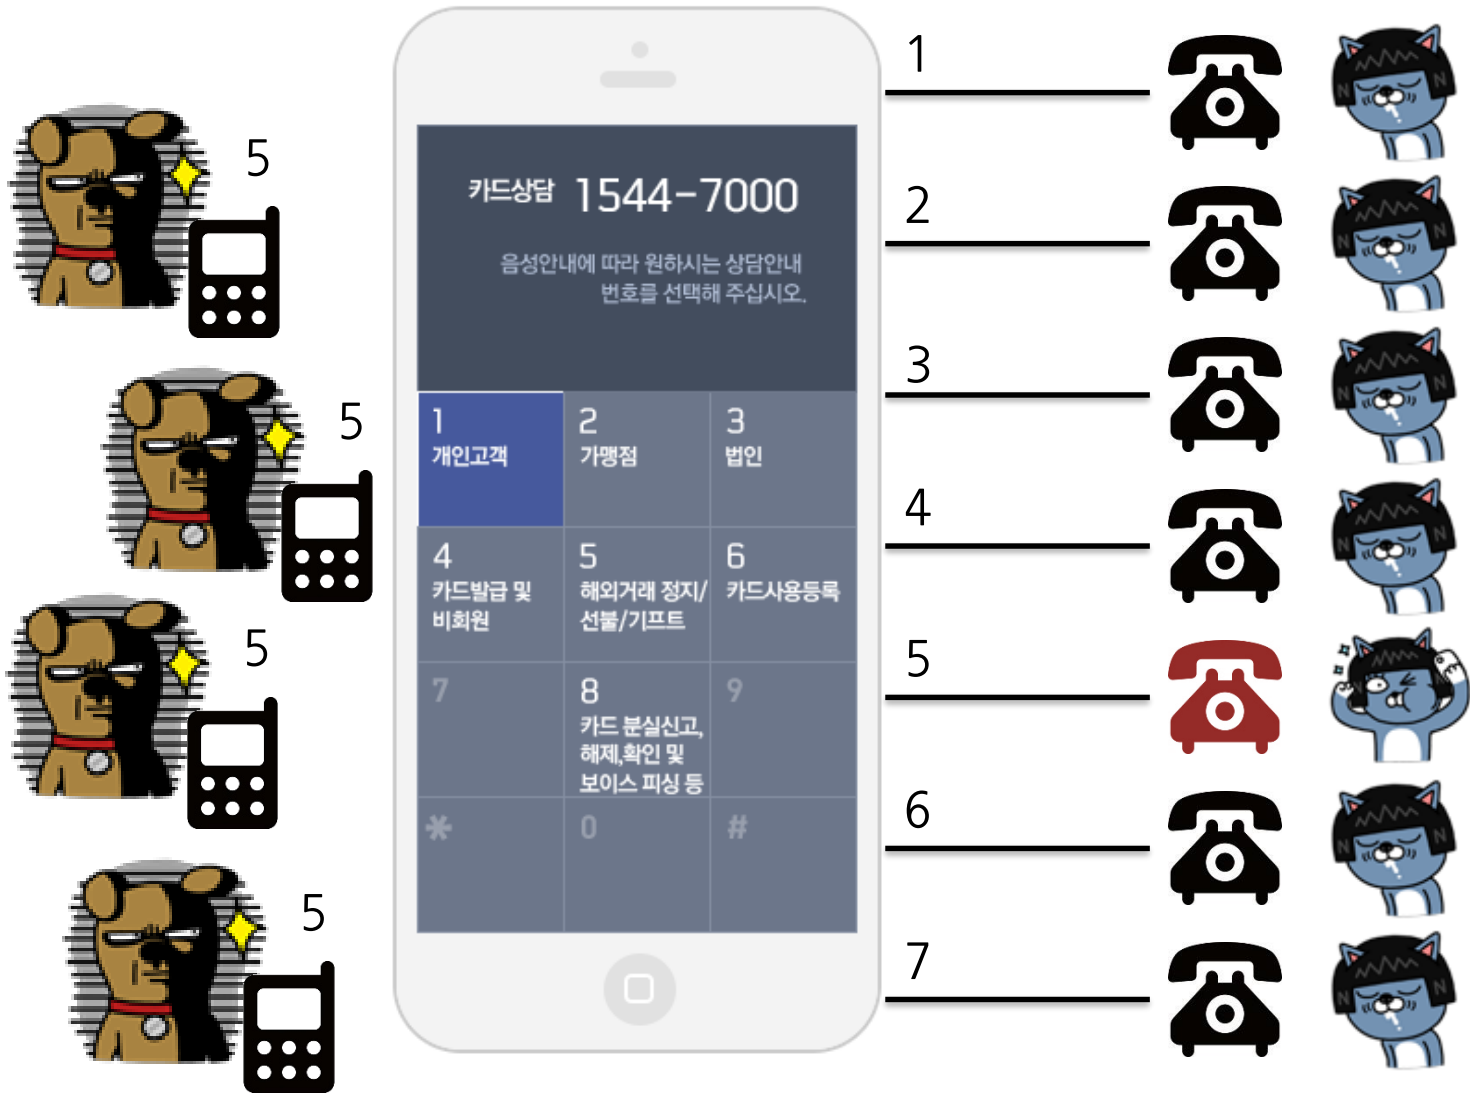 5
5
5
5
카드상담 1544-7000
음성안내에 따라 원하시는 상담안내
번호를 선택해 주십시오.
1
개인고객
2
가맹점
3
법인
4
카드발급 및
비회원
5
해외거래 정지/
선불/기프트
6
카드사용등록
7
8
카드 분실신고,
해제,확인 및
보이스 피싱 등
9
*
0
#
1
N
2
N
3
N
4
N
5
6
N
7
N